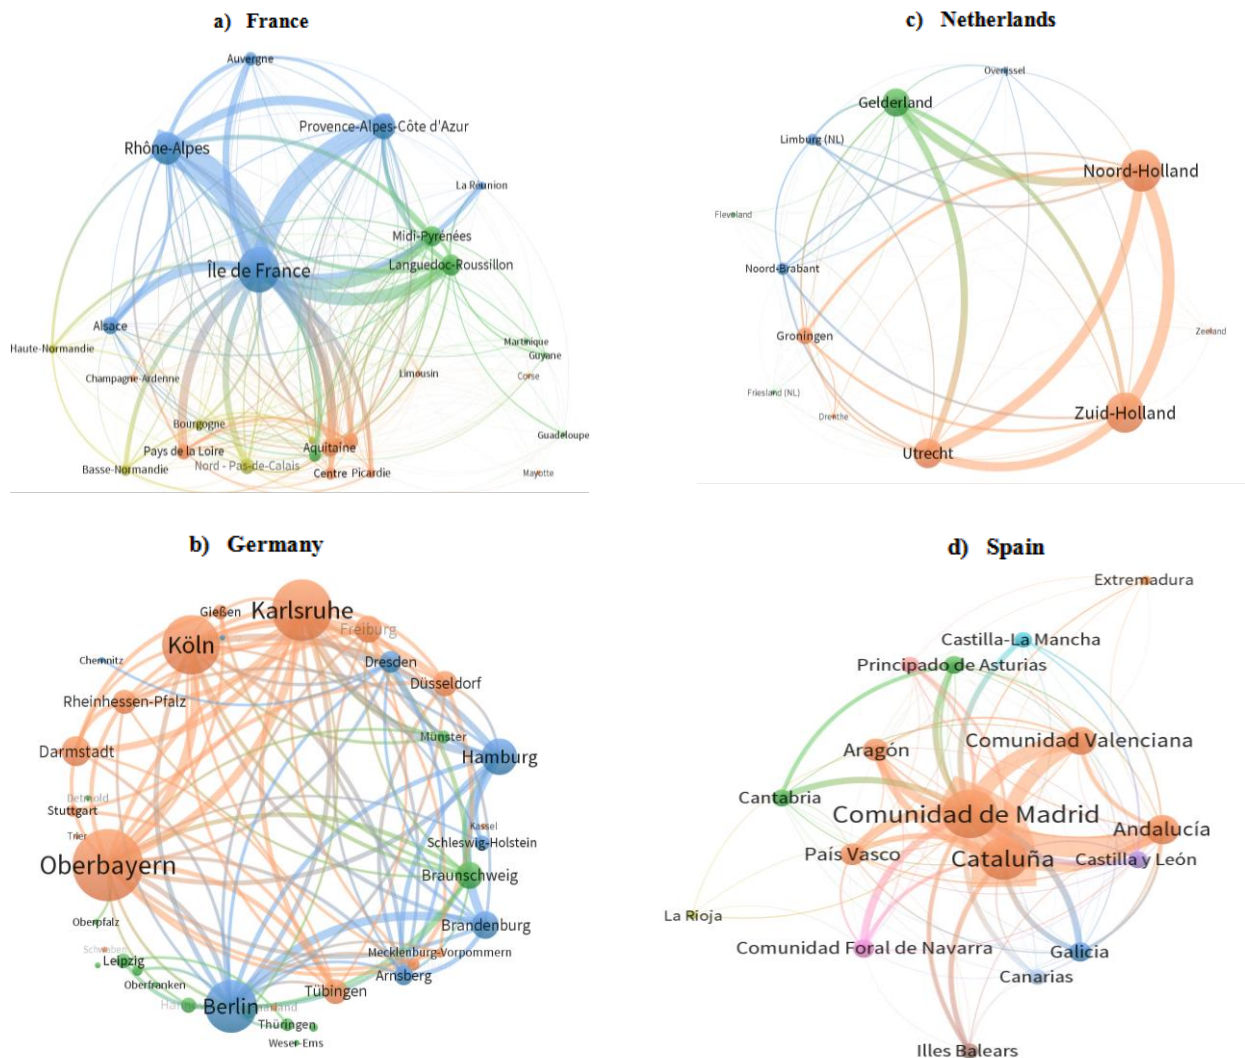 a) France
Auvergne
Provence-Alpes-Côte d'Azur
Rhône-Alpes
La Réunion
Midi-Pyrénées
Languedoc-Roussillon
Île de France
Alsace
Haute-Normandie
Martinique
Guyane
Champagne-Ardenne
Limousin
Corse
Bourgogne
Guadeloupe
Pays de la Loire
Aquitaine
Basse-Normandie
Nord - Pas-de-Calais
Centre
Picardie
Mayotte
c) Netherlands
Overijssel
Gelderland
Limburg (NL)
Noord-Holland
Flevoland
Noord-Brabant
Groningen
Zeeland
Friesland (NL)
Drenthe
Zuid-Holland
Utrecht
b) Germany
Gießen
Karlsruhe
Freiburg
Köln
Chemnitz
Dresden
Düsseldorf
Rheinhessen-Pfalz
Münster
Darmstadt
Hamburg
Detmold
Stuttgart
Kassel
Trier
Schleswig-Holstein
Oberbayern
Braunschweig
Oberpfalz
Brandenburg
Schwaben
Mecklenburg-Vorpommern
Leipzig
Arnsberg
Oberfranken
Tübingen
Berlin
Thüringen
Weser-Ems
d) Spain
Extremadura
Castilla-La Mancha
Principado de Asturias
Comunidad Valenciana
Aragón
Cantabria
Comunidad de Madrid
Andalucía
País Vasco
Cataluña
Castilla y León
La Rioja
Comunidad Foral de Navarra
Galicia
Canarias
Illes Balears